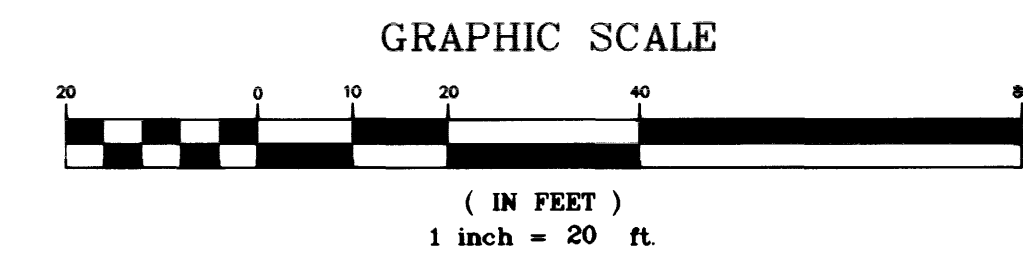 GRAPHIC SCALE
20 0 10 20 40
( IN FEET )
1 inch = 20 ft.